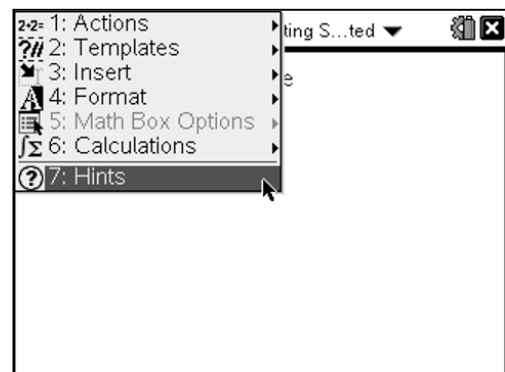 1: Actions
ting S...ted
2: Templates
3: Insert
e
4: Format
5: Math Box Options
6: Calculations
7: Hints